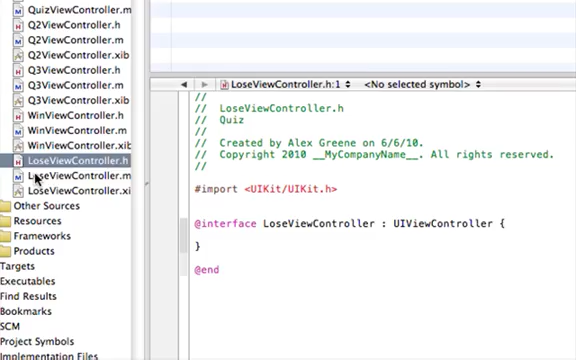 QuizViewController.m
Q2ViewController.h
Q2ViewController.m
Q2ViewController.xib
Q3ViewController.h
Q3ViewController.m
Q3ViewController.xib
WinViewController.h
WinViewController.m
WinViewController.xib
LoseViewController.h
LoseViewController.m
LoseViewController.xi
Other Sources
Resources
Frameworks
Products
Targets
Executables
Find Results
Bookmarks
SCM
Project Symbols
Implementation Files
LoseViewController.h:1 <No selected symbol>
//
// LoseViewController.h
// Quiz
//
// Created by Alex Greene on 6/6/10.
// Copyright 2010 __MyCompanyName__. All rights reserved.
//
#import <UIKit/UIKit.h>
@interface LoseViewController : UIViewController {
}
@end